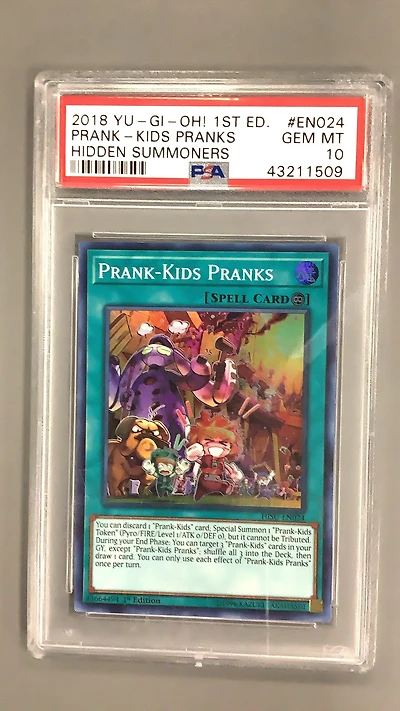 2018 YU-GI-OH! 1ST ED. #EN024
PRANK-KIDS PRANKS GEM MT
HIDDEN SUMMONERS 10
PSA 43211509
PRANK-KIDS PRANKS
[SPELL CARD]
HISU-EN024
You can discard 1 "Prank-Kids" card; Special Summon 1 "Prank-Kids
Token" (Pyro/FIRE/Level 1/ATK 0/DEF 0), but it cannot be Tributed.
During your End Phase: You can target 3 "Prank-Kids" cards in your
GY, except "Prank-Kids Pranks"; shuffle all 3 into the Deck, then
draw 1 card. You can only use each effect of "Prank-Kids Pranks"
once per turn.
1st Edition KAZUKI TAKAHASHI